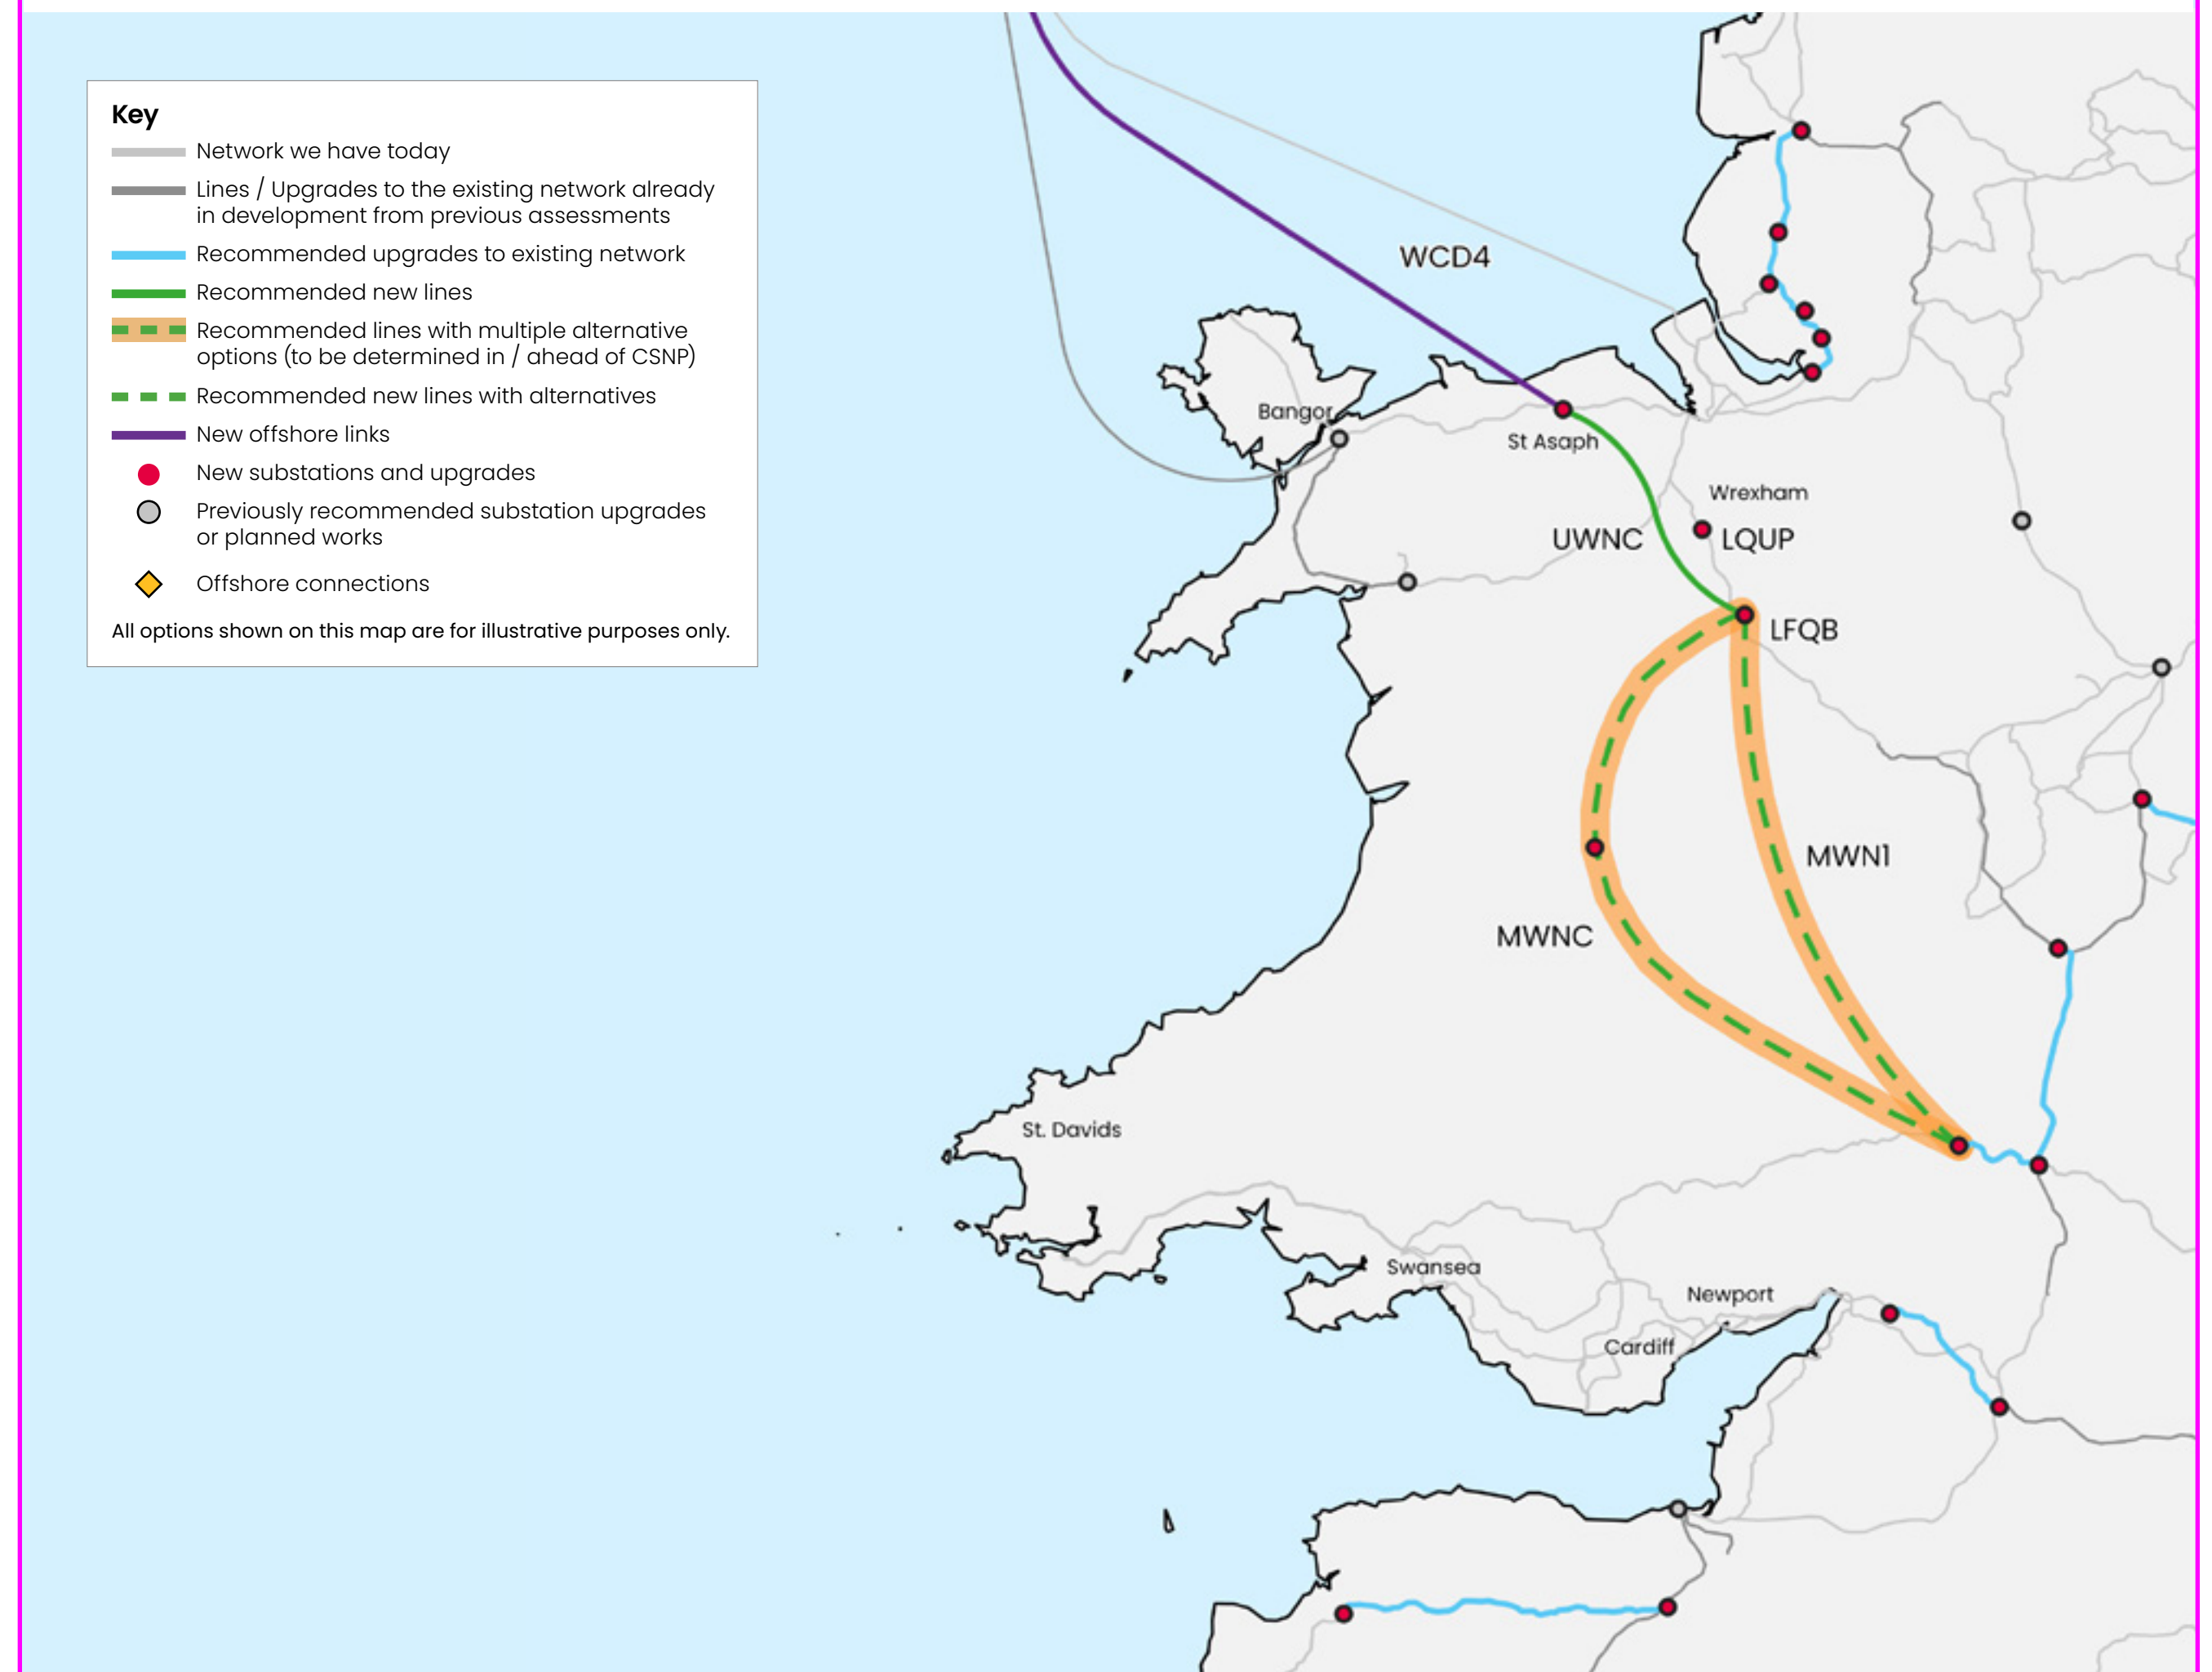 Key
Network we have today
Lines / Upgrades to the existing network already
in development from previous assessments
Recommended upgrades to existing network
Recommended new lines
Recommended lines with multiple alternative
options (to be determined in / ahead of CSNP)
Recommended new lines with alternatives
New offshore links
New substations and upgrades
Previously recommended substation upgrades
or planned works
Offshore connections
All options shown on this map are for illustrative purposes only.
WCD4
Bangor
St Asaph
Wrexham
UWNC
LQUP
LFQB
MWN1
MWNC
St. Davids
Swansea
Newport
Cardiff